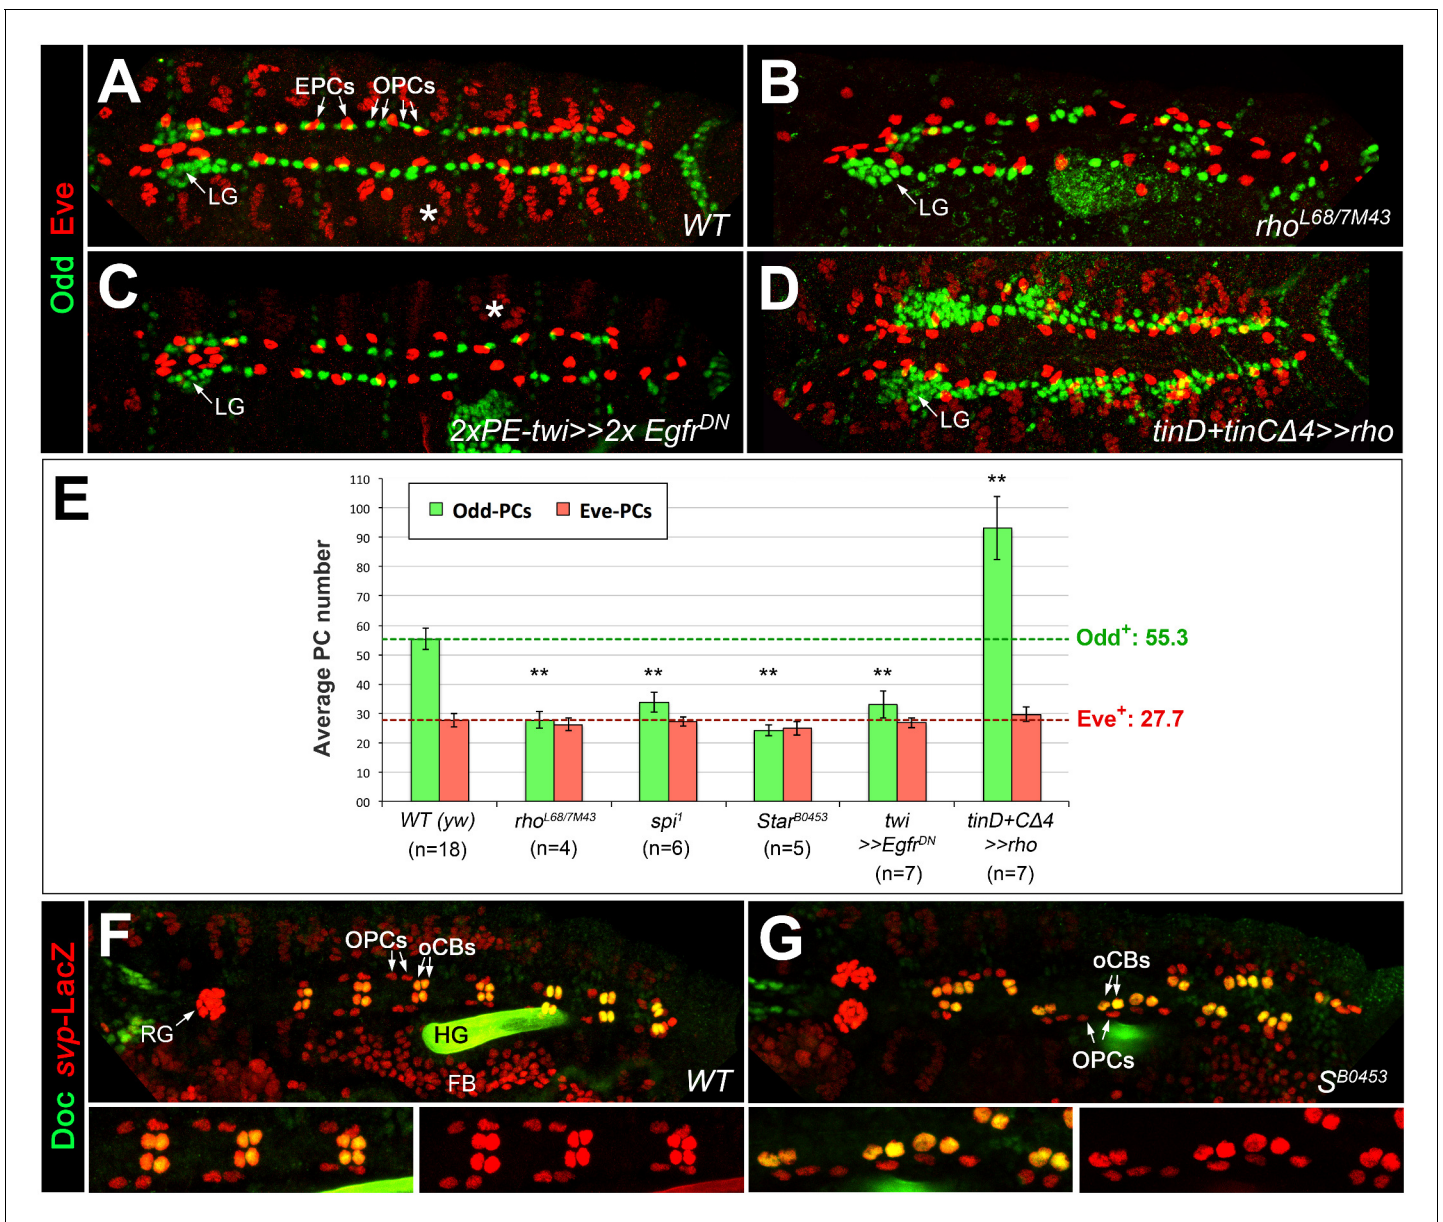 Odd Eve
A
EPCs OPCs
LG
*
WT
B
LG
rhoL68/7M43
C
*
LG
2xPE-twi>>2x EgfrDN
D
LG
tinD+tinCΔ4>>rho
E
Average PC number
110
100
90
80
70
60
50
40
30
20
10
00
Odd-PCs Eve-PCs
** ** ** ** **
Odd+: 55.3
Eve+: 27.7
WT (yw)
(n=18)
rhoL68/7M43
(n=4)
spi1
(n=6)
StarB0453
(n=5)
twi
>>EgfrDN
(n=7)
tinD+CΔ4
>>rho
(n=7)
Doc svp-LacZ
F
OPCs oCBs
RG
HG
FB
WT
G
oCBs
OPCs
SB0453